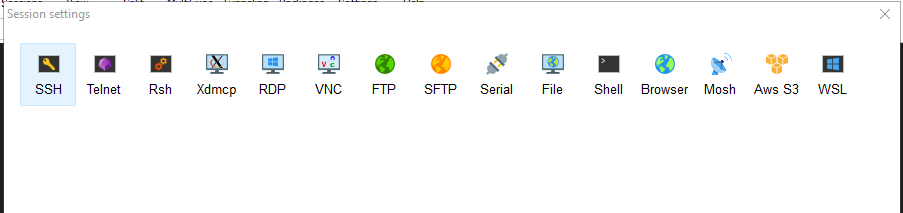 Session settings
SSH Telnet Rsh Xdmcp RDP VNC FTP SFTP Serial File Shell Browser Mosh Aws S3 WSL